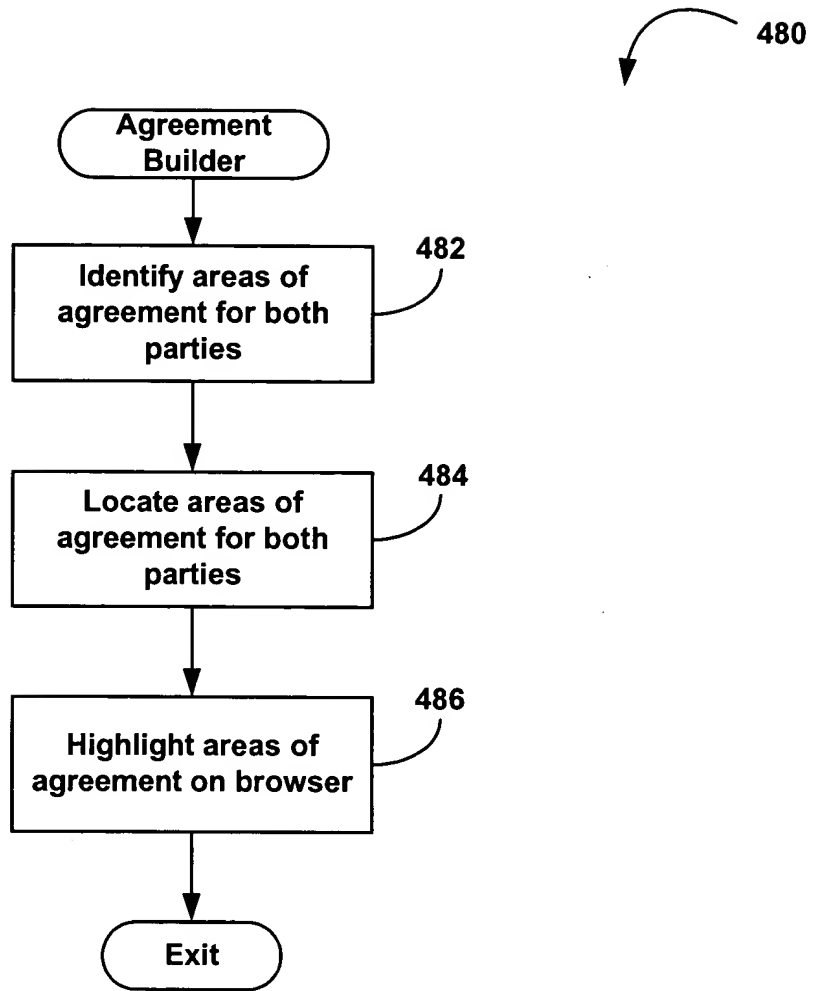 480
Agreement
Builder
482
Identify areas of
agreement for both
parties
484
Locate areas of
agreement for both
parties
486
Highlight areas of
agreement on browser
Exit